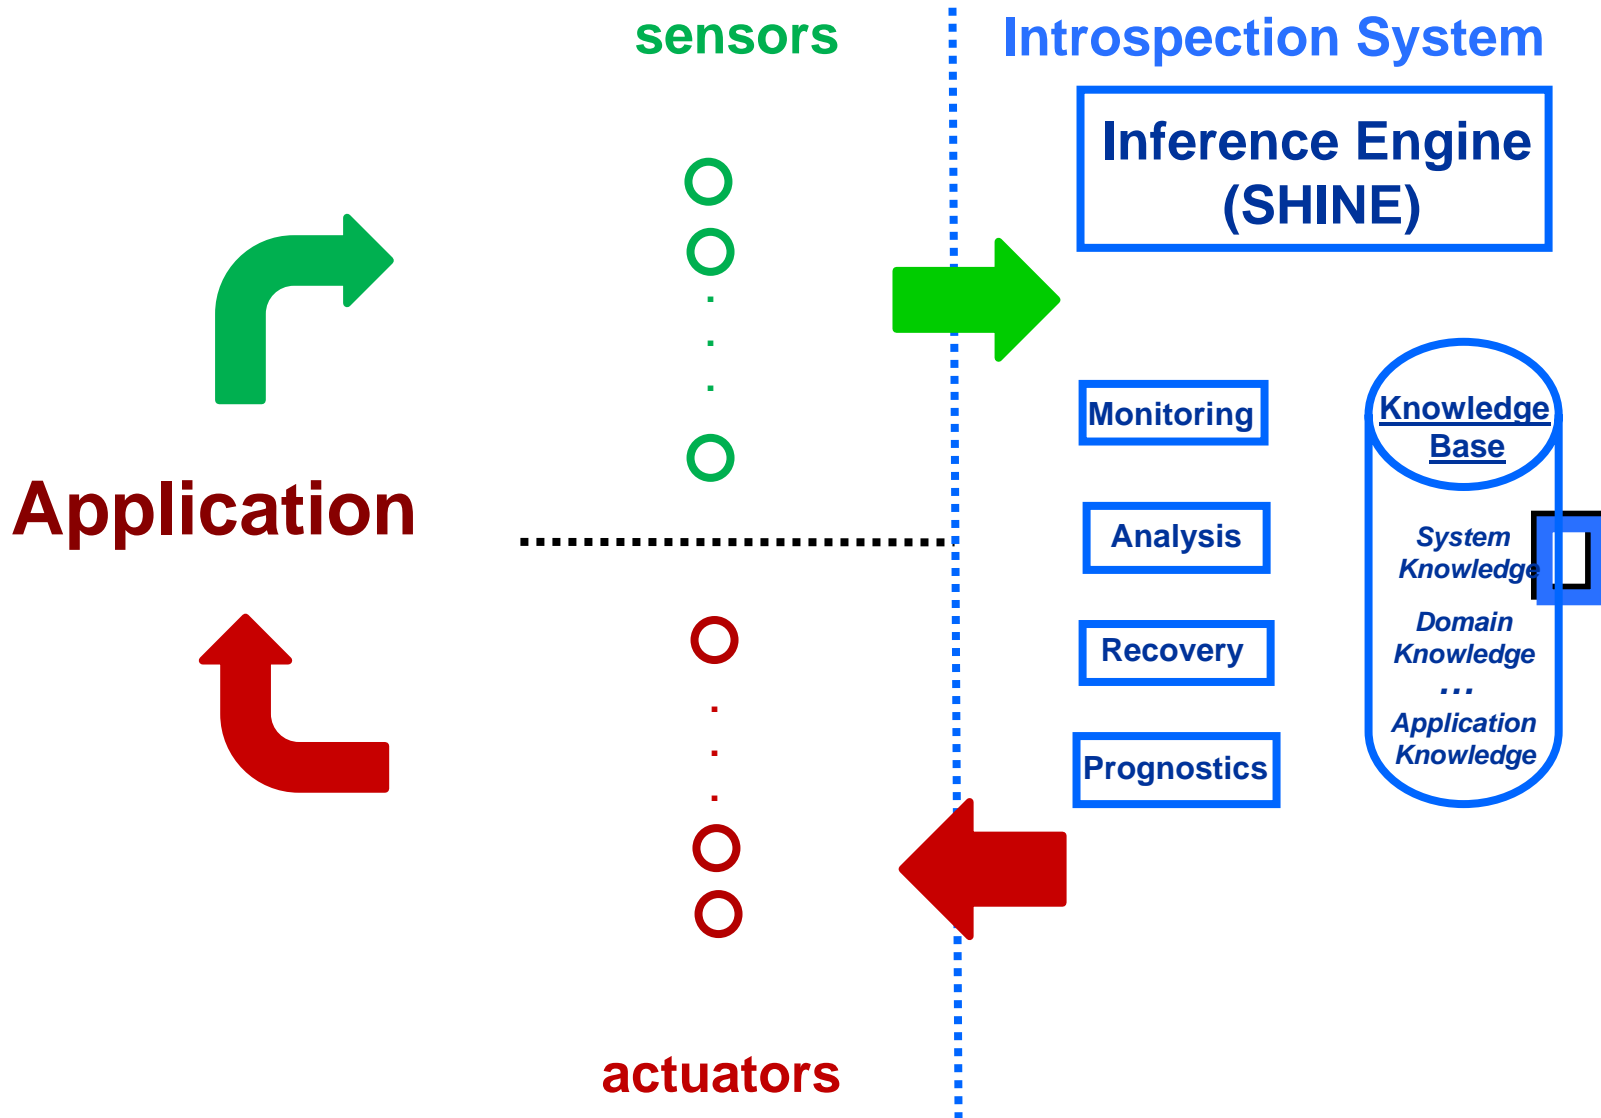 sensors
Introspection System
Inference Engine
(SHINE)
Application
Monitoring
Analysis
Recovery
Prognostics
Knowledge
Base
System
Knowledge
Domain
Knowledge
...
Application
Knowledge
actuators